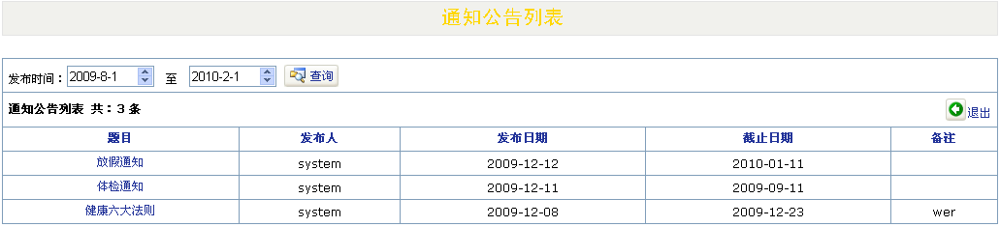 通知公告列表
发布时间：2009-8-1 至 2010-2-1 查询
通知公告列表 共：3 条 退出
题目 发布人 发布日期 截止日期 备注
放假通知 system 2009-12-12 2010-01-11
体检通知 system 2009-12-11 2009-09-11
健康六大法则 system 2009-12-08 2009-12-23 wer